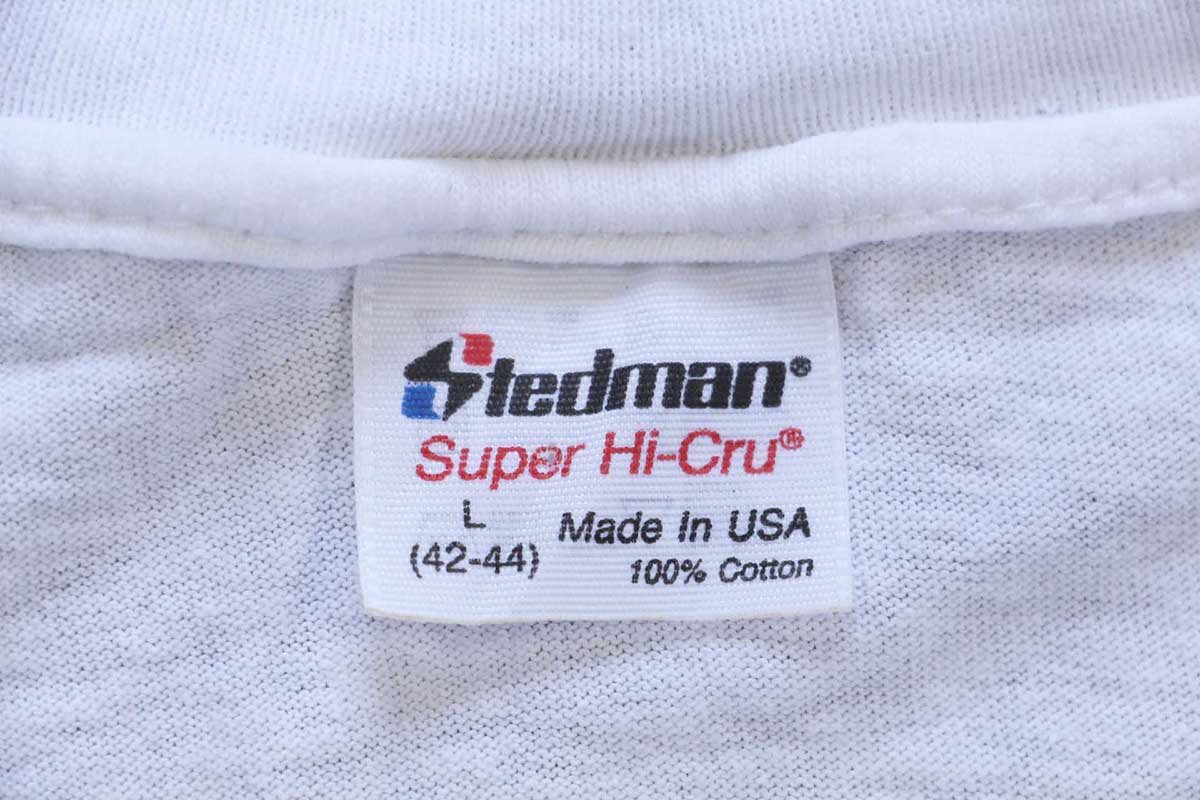 Stedman®
Super Hi-Cru®
L
(42-44)
Made In USA
100% Cotton